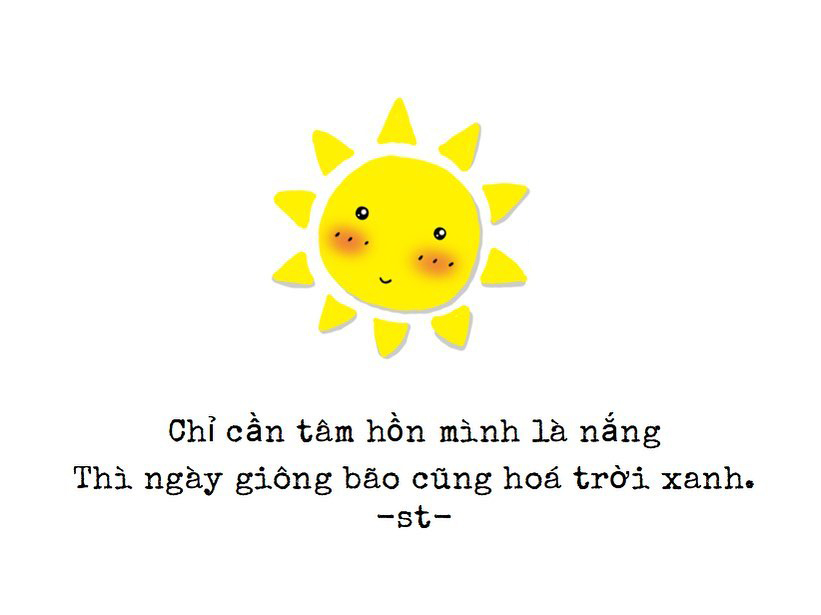 Chỉ cần tâm hồn mình là nắng
Thì ngày giông bão cũng hoá trời xanh.
-st-